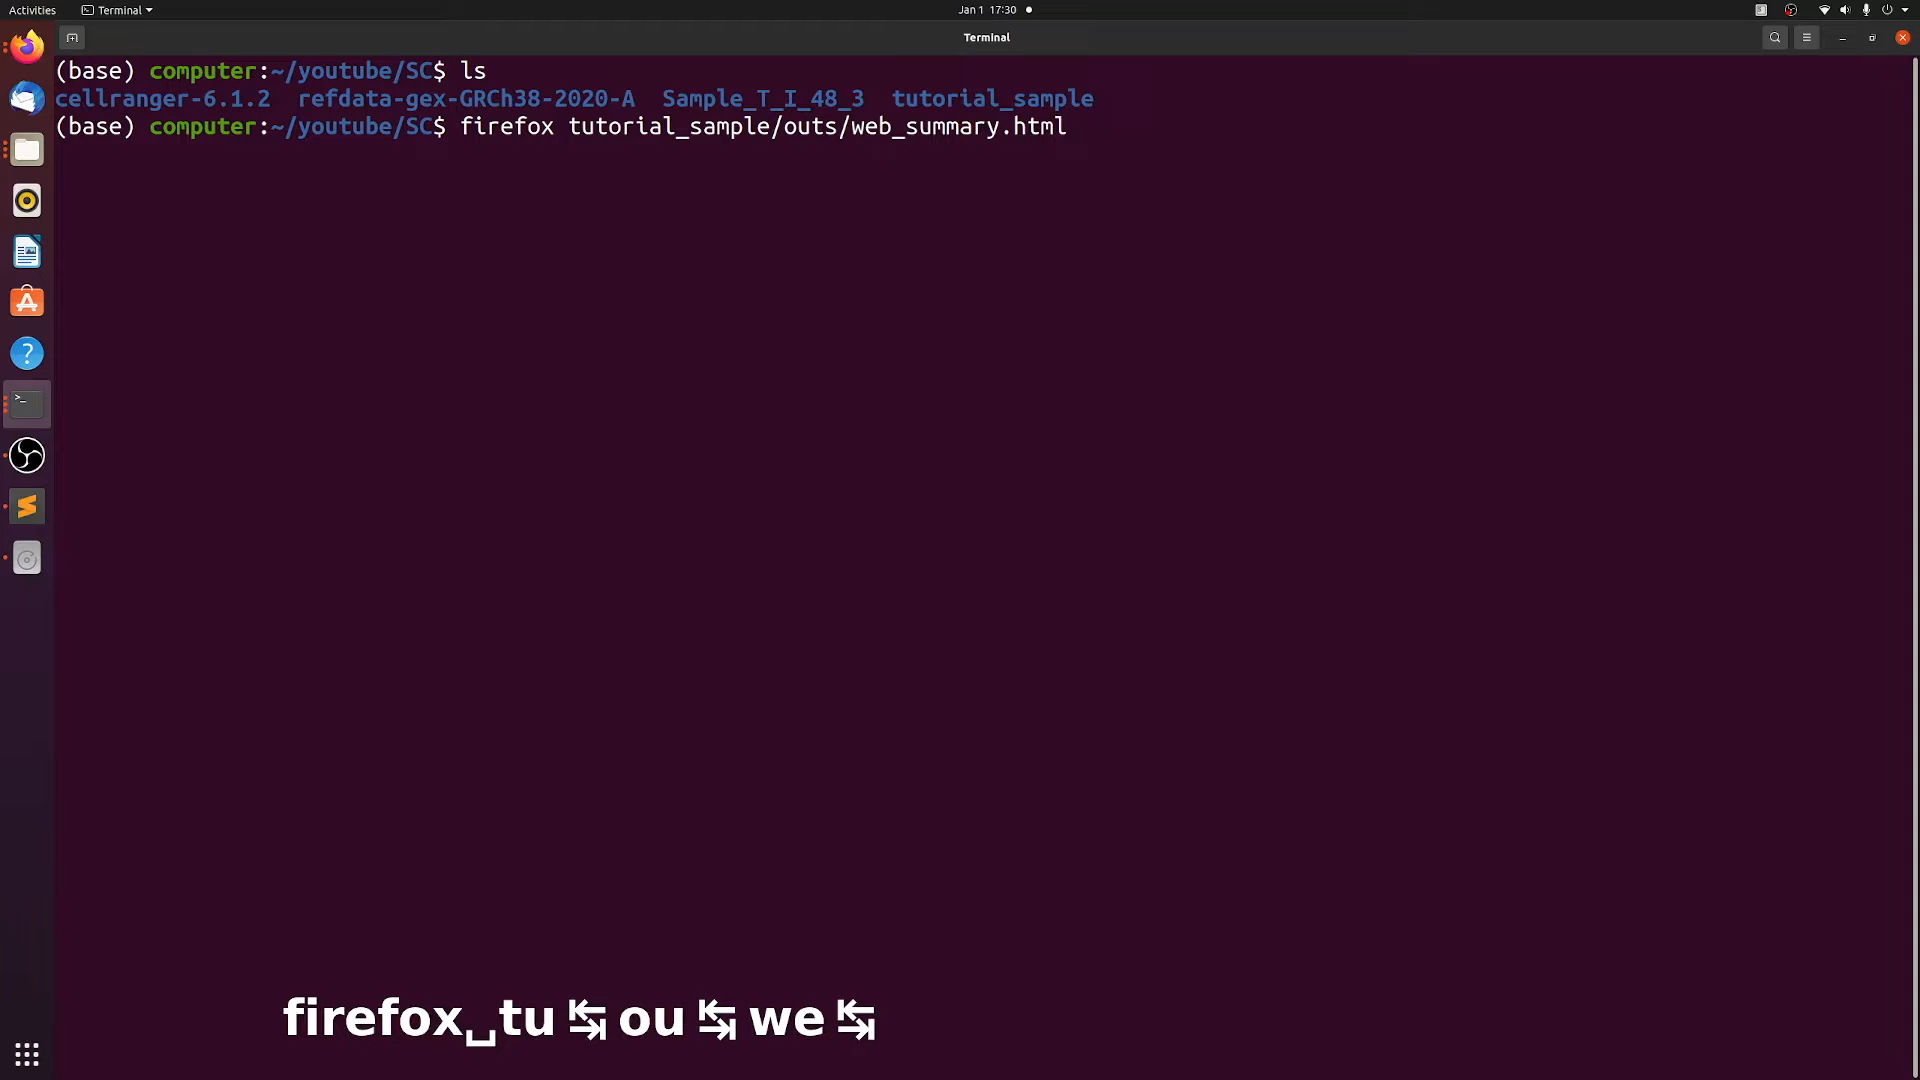 Activities Terminal Jan 1 17:30
Terminal
(base) computer:~/youtube/SC$ ls
cellranger-6.1.2 refdata-gex-GRCh38-2020-A Sample_T_I_48_3 tutorial_sample
(base) computer:~/youtube/SC$ firefox tutorial_sample/outs/web_summary.html
firefox␣tu ↹ ou ↹ we ↹